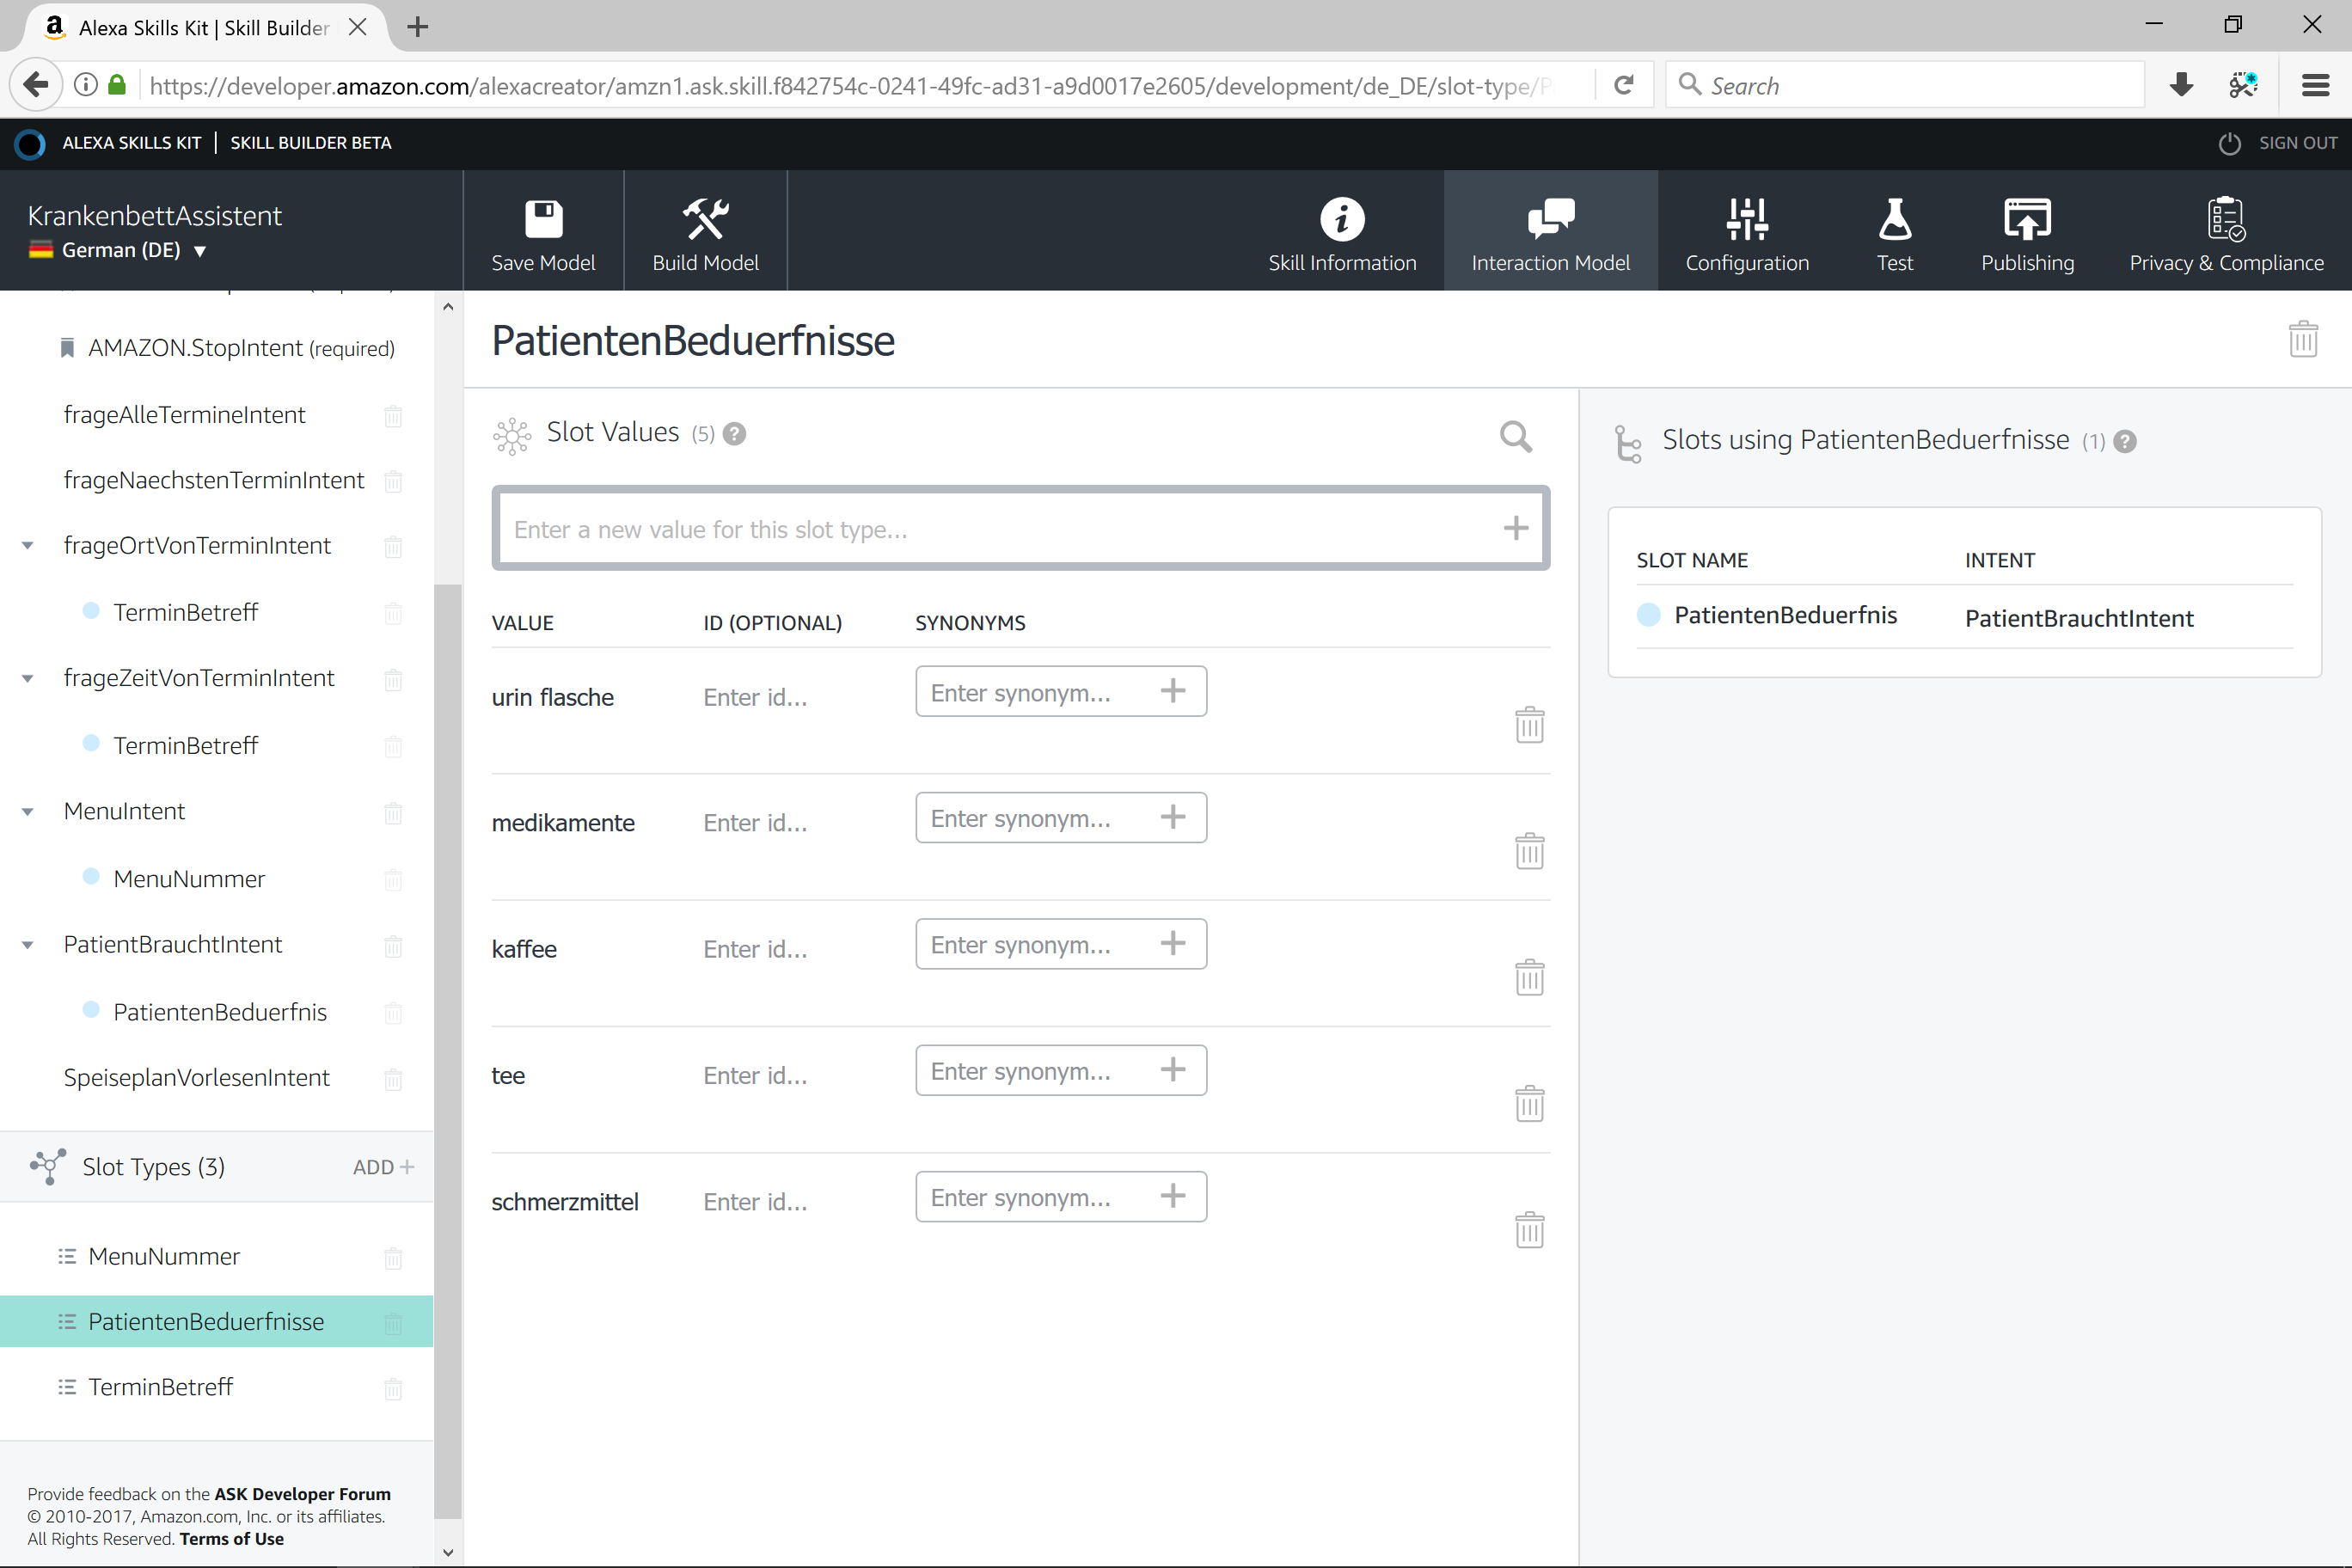 Alexa Skills Kit | Skill Builder
https://developer.amazon.com/alexacreator/amzn1.ask.skill.f842754c-0241-49fc-ad31-a9d0017e2605/development/de_DE/slot-type/P
Search
ALEXA SKILLS KIT | SKILL BUILDER BETA
SIGN OUT
KrankenbettAssistent
German (DE)
Save Model
Build Model
Skill Information
Interaction Model
Configuration
Test
Publishing
Privacy & Compliance
AMAZON.StopIntent (required)
frageAlleTermineIntent
frageNaechstenTerminIntent
frageOrtVonTerminIntent
TerminBetreff
frageZeitVonTerminIntent
TerminBetreff
MenuIntent
MenuNummer
PatientBrauchtIntent
PatientenBeduerfnis
SpeiseplanVorlesenIntent
Slot Types (3)
ADD +
MenuNummer
PatientenBeduerfnisse
TerminBetreff
Provide feedback on the ASK Developer Forum
© 2010-2017, Amazon.com, Inc. or its affiliates.
All Rights Reserved. Terms of Use
PatientenBeduerfnisse
Slot Values (5) ?
Enter a new value for this slot type...
VALUE ID (OPTIONAL) SYNONYMS
urin flasche Enter id... Enter synonym...
medikamente Enter id... Enter synonym...
kaffee Enter id... Enter synonym...
tee Enter id... Enter synonym...
schmerzmittel Enter id... Enter synonym...
Slots using PatientenBeduerfnisse (1) ?
SLOT NAME INTENT
PatientenBeduerfnis PatientBrauchtIntent